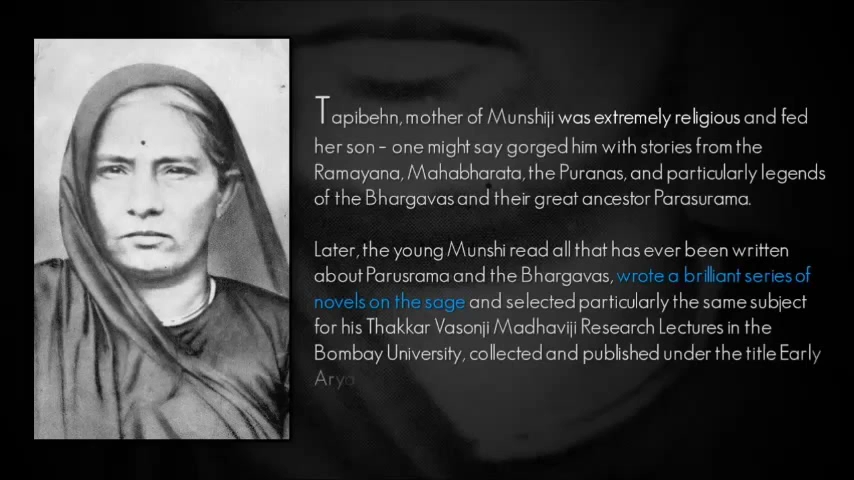 Tapibehn, mother of Munshiji was extremely religious and fed
her son - one might say gorged him with stories from the
Ramayana, Mahabharata, the Puranas, and particularly legends
of the Bhargavas and their great ancestor Parasurama.
Later, the young Munshi read all that has ever been written
about Parusrama and the Bhargavas, wrote a brilliant series of
novels on the sage and selected particularly the same subject
for his Thakkar Vasonji Madhaviji Research Lectures in the
Bombay University, collected and published under the title Early
Arya